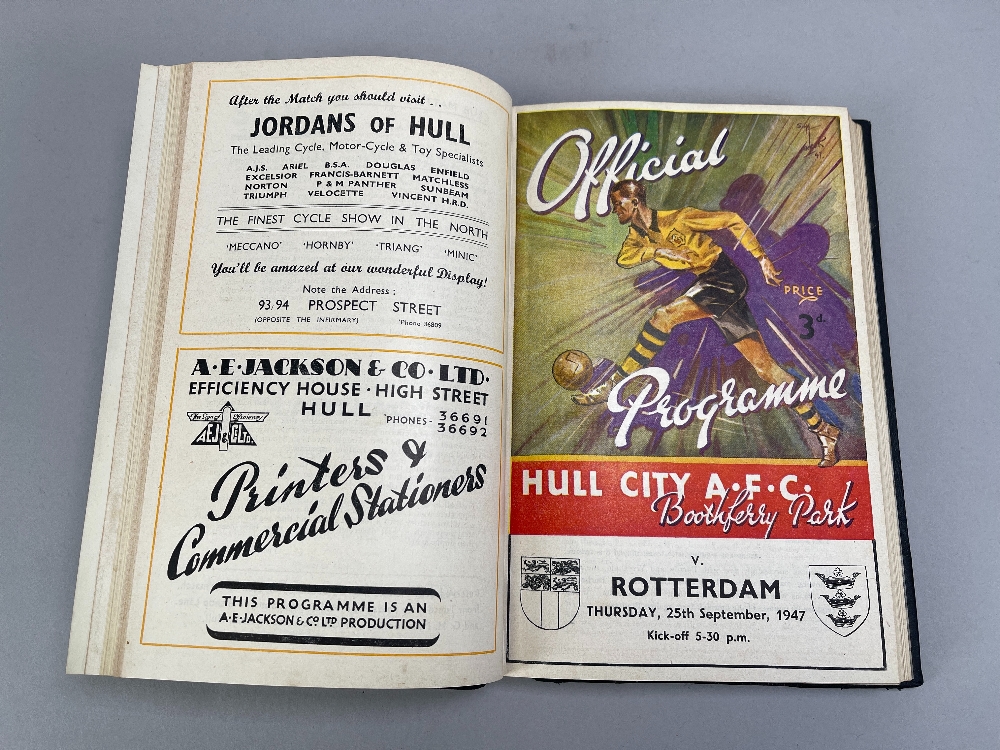 After the Match you should visit . .
JORDANS OF HULL
The Leading Cycle, Motor-Cycle & Toy Specialists
A.J.S. ARIEL B.S.A. DOUGLAS ENFIELD
EXCELSIOR FRANCIS-BARNETT MATCHLESS
NORTON P & M PANTHER SUNBEAM
TRIUMPH VELOCETTE VINCENT H.R.D.
THE FINEST CYCLE SHOW IN THE NORTH
'MECCANO' 'HORNBY' 'TRIANG' 'MINIC'
You'll be amazed at our wonderful Display!
Note the Address :
93/94 PROSPECT STREET
(OPPOSITE THE INFIRMARY) 'Phone 36809
A·E·JACKSON & CO·LTD·
EFFICIENCY HOUSE · HIGH STREET
HULL 'PHONES- 36691
36692
AEJ & Co Ltd
Printers &
Commercial Stationers
THIS PROGRAMME IS AN
A·E·JACKSON & Co LTD PRODUCTION
Official
PRICE
3d.
Programme
HULL CITY A·F·C·
Boothferry Park
V.
ROTTERDAM
THURSDAY, 25th September, 1947
Kick-off 5-30 p.m.